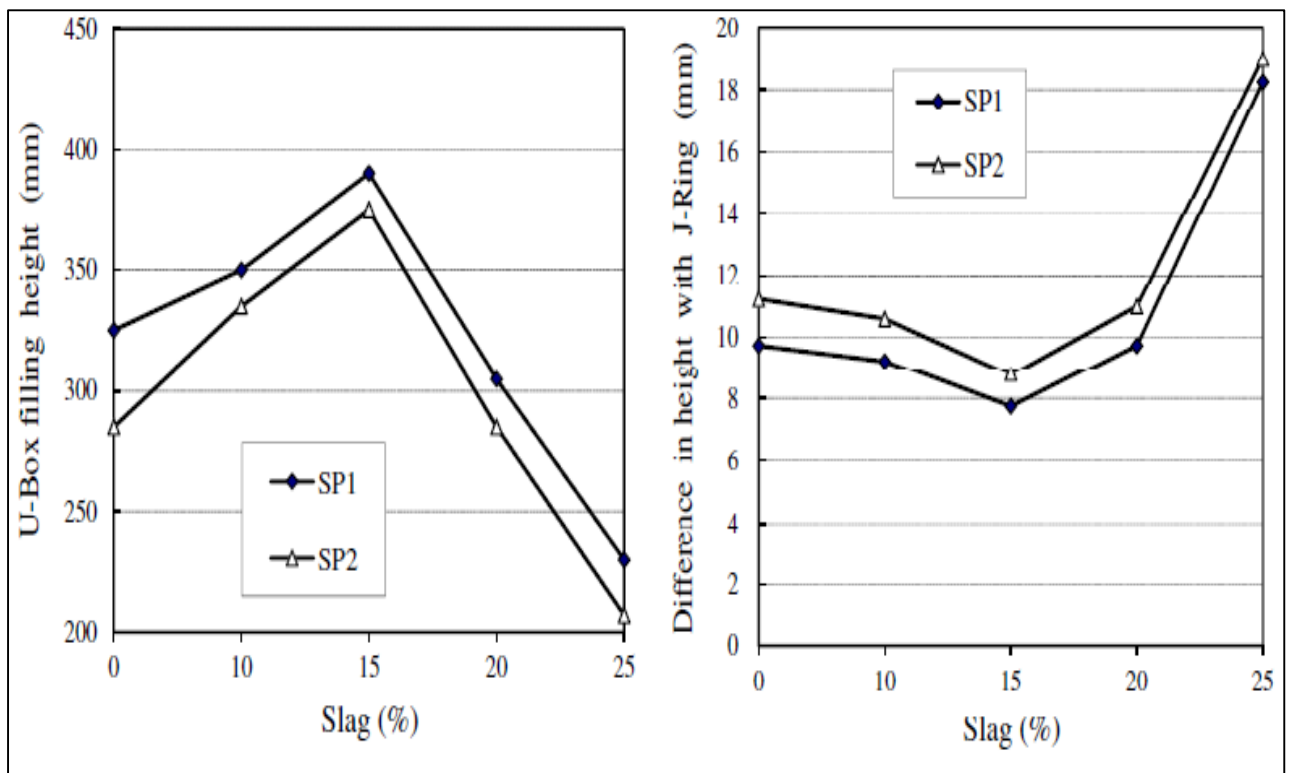 U-Box filling height (mm)
450
400
350
300
250
200
SP1
SP2
0 10 15 20 25
Slag (%)
Difference in height with J-Ring (mm)
20
18
16
14
12
10
8
6
4
2
0
SP1
SP2
0 10 15 20 25
Slag (%)